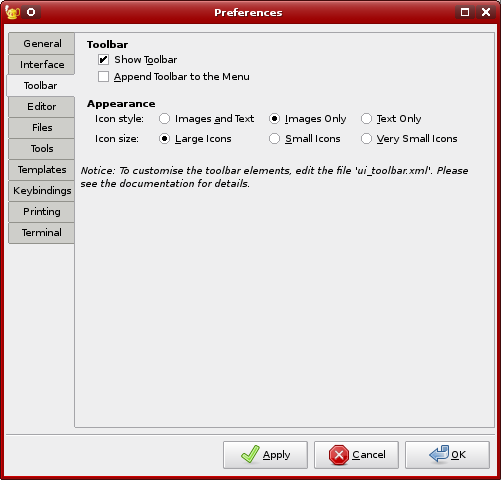 Preferences
General
Interface
Toolbar
Editor
Files
Tools
Templates
Keybindings
Printing
Terminal
Toolbar
Show Toolbar
Append Toolbar to the Menu
Appearance
Icon style: Images and Text Images Only Text Only
Icon size: Large Icons Small Icons Very Small Icons
Notice: To customise the toolbar elements, edit the file 'ui_toolbar.xml'. Please
see the documentation for details.
Apply Cancel OK